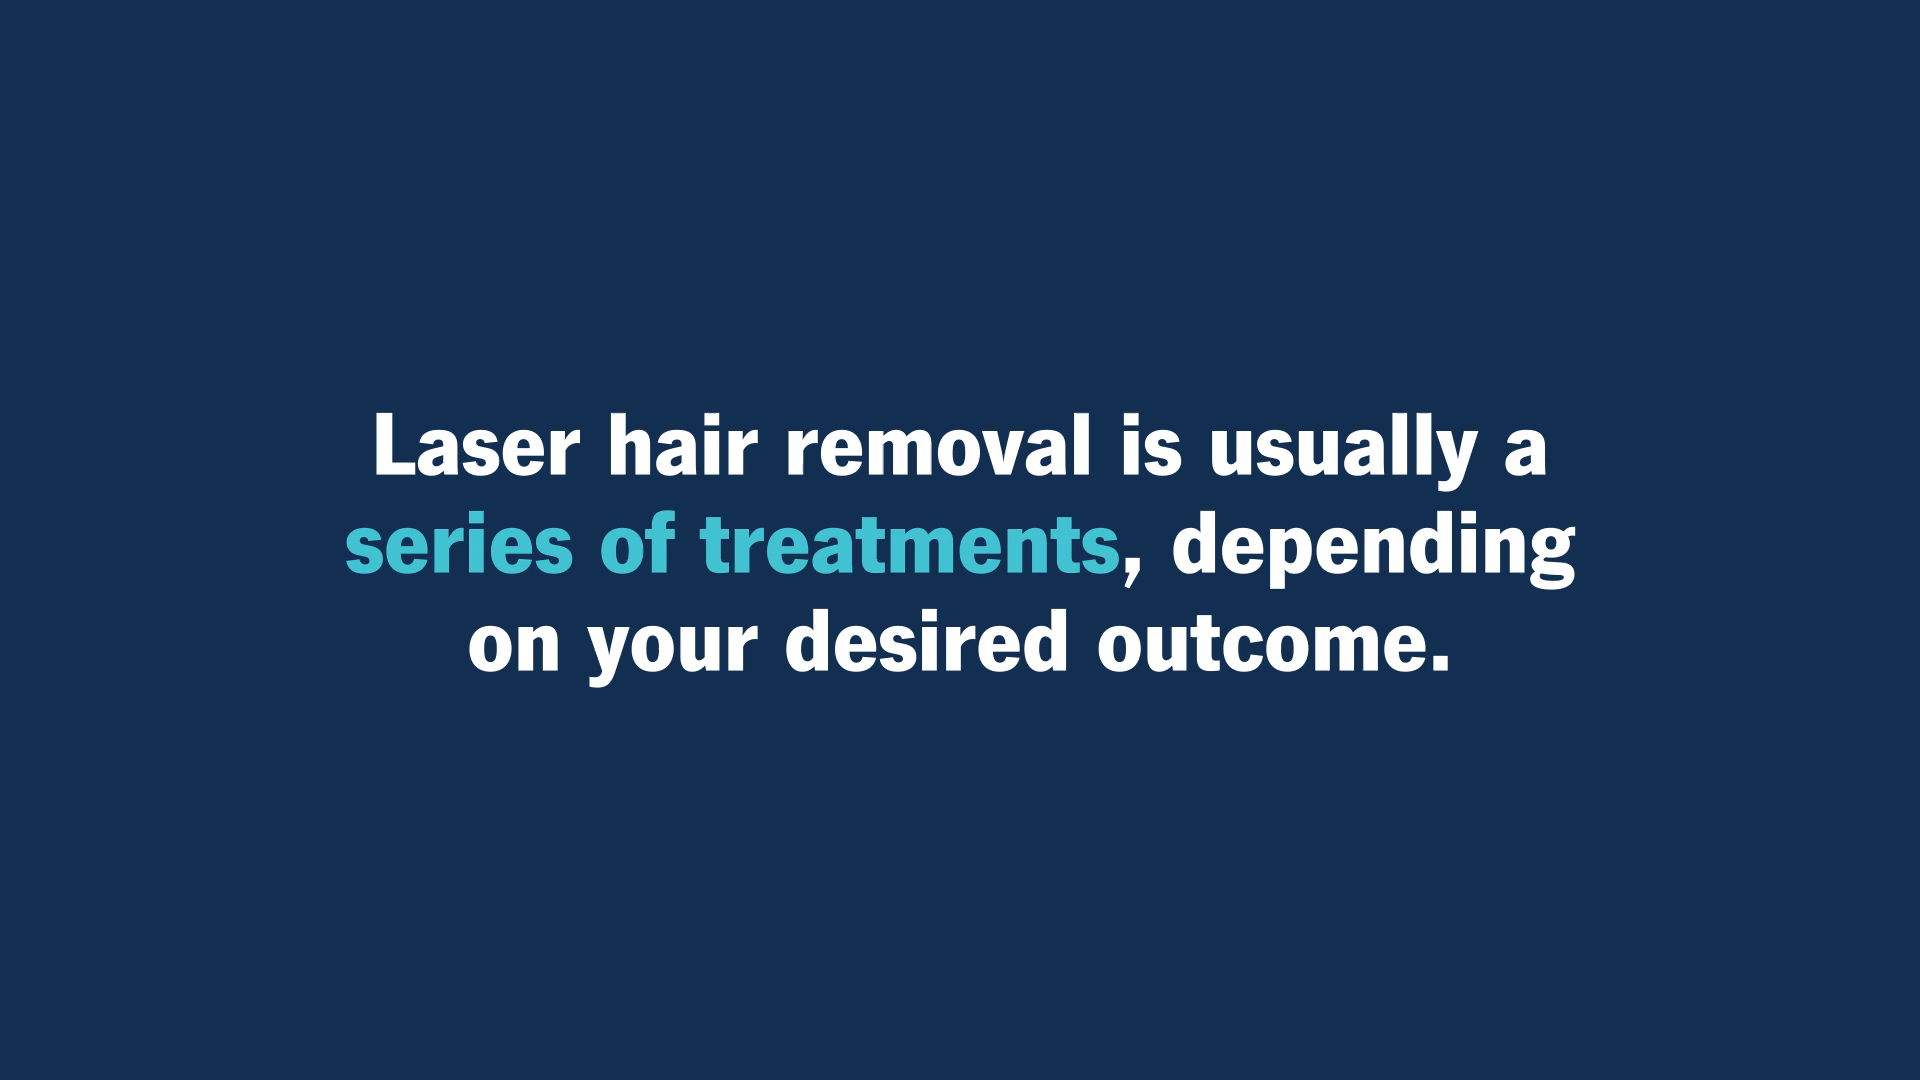 Laser hair removal is usually a
series of treatments, depending
on your desired outcome.